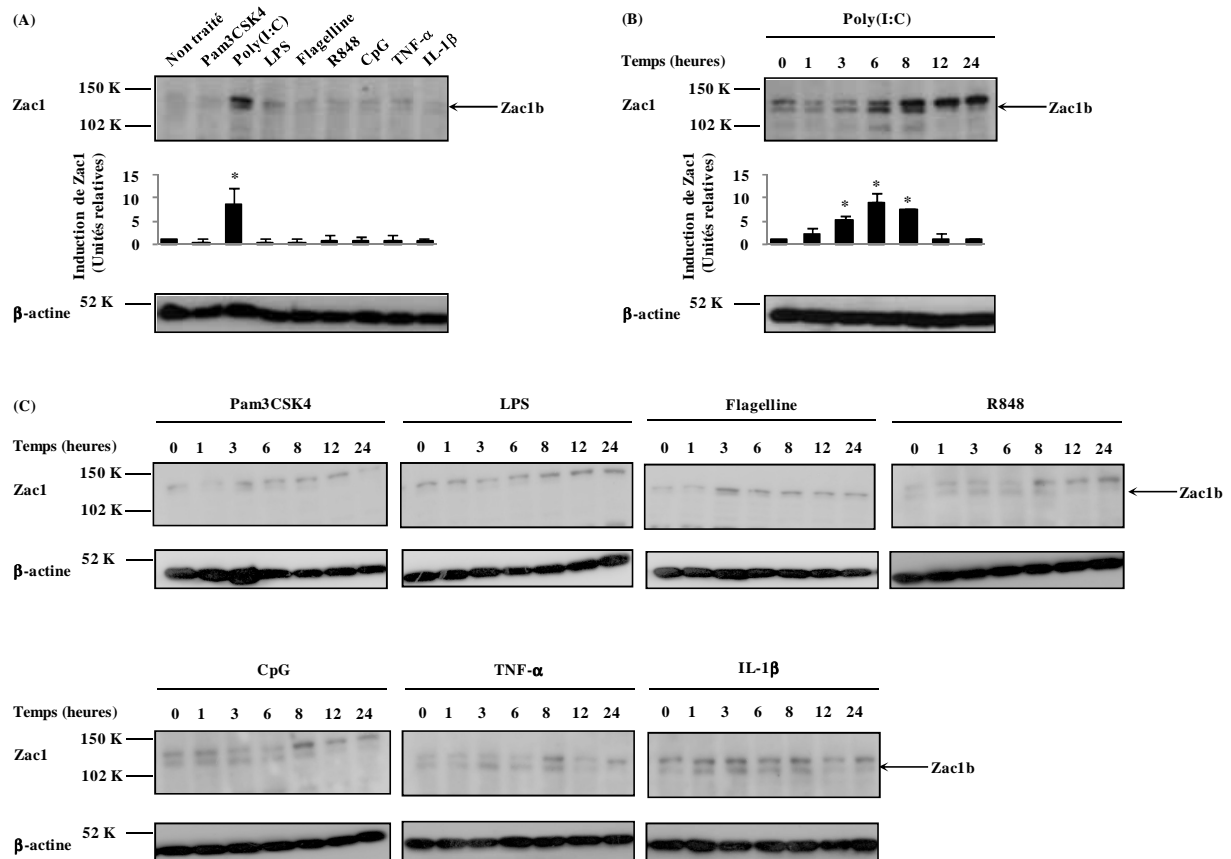 (A)
Non traité
Pam3CSK4
Poly(I:C)
LPS
Flagelline
R848
CpG
TNF-α
IL-1β
150 K
Zac1
102 K
Zac1b
Induction de Zac1
(Unités relatives)
15
10
5
0
*
52 K
β-actine
(B)
Poly(I:C)
Temps (heures) 0 1 3 6 8 12 24
150 K
Zac1
102 K
Zac1b
Induction de Zac1
(Unités relatives)
15
10
5
0
* * *
52 K
β-actine
(C)
Pam3CSK4 LPS Flagelline R848
Temps (heures) 0 1 3 6 8 12 24 0 1 3 6 8 12 24 0 1 3 6 8 12 24 0 1 3 6 8 12 24
150 K
Zac1
102 K
Zac1b
52 K
β-actine
CpG TNF-α IL-1β
Temps (heures) 0 1 3 6 8 12 24 0 1 3 6 8 12 24 0 1 3 6 8 12 24
150 K
Zac1
102 K
Zac1b
52 K
β-actine